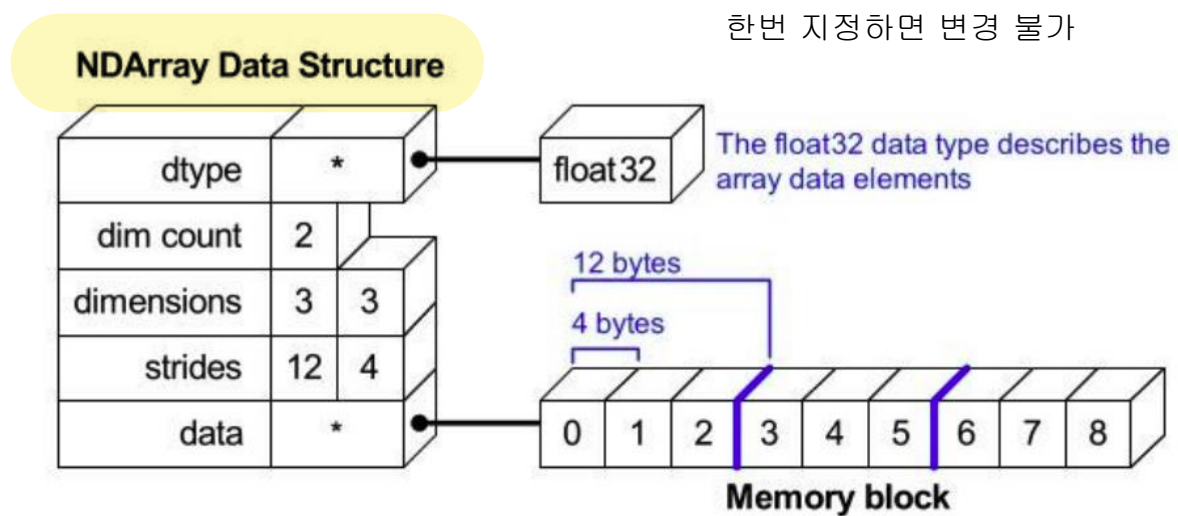 한번 지정하면 변경 불가
NDArray Data Structure
dtype *
float32
The float32 data type describes the
array data elements
dim count 2
dimensions 3 3
strides 12 4
data *
12 bytes
4 bytes
0 1 2 3 4 5 6 7 8
Memory block